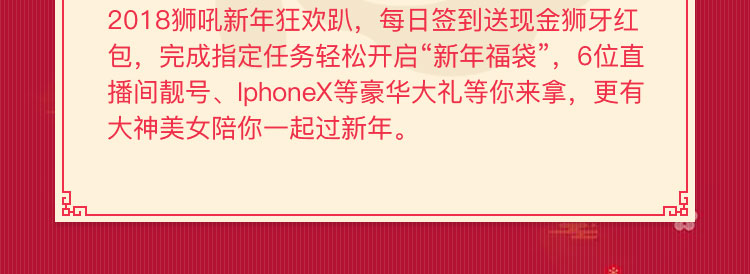 2018狮吼新年狂欢趴，每日签到送现金狮牙红
包，完成指定任务轻松开启“新年福袋”，6位直
播间靓号、IphoneX等豪华大礼等你来拿，更有
大神美女陪你一起过新年。